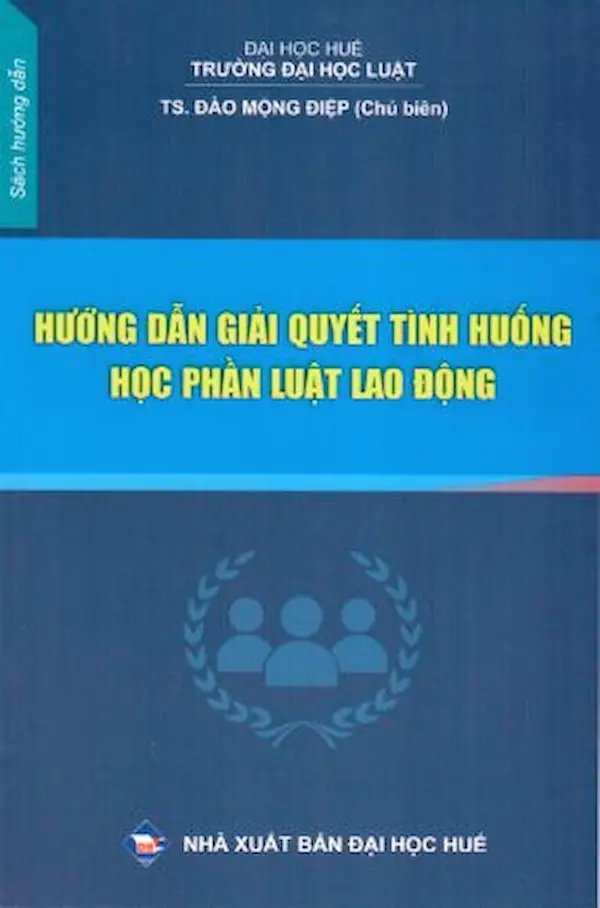 Sách hướng dẫn
ĐẠI HỌC HUẾ
TRƯỜNG ĐẠI HỌC LUẬT
TS. ĐÀO MỘNG ĐIỆP (Chủ biên)
HƯỚNG DẪN GIẢI QUYẾT TÌNH HUỐNG
HỌC PHẦN LUẬT LAO ĐỘNG
NHÀ XUẤT BẢN ĐẠI HỌC HUẾ